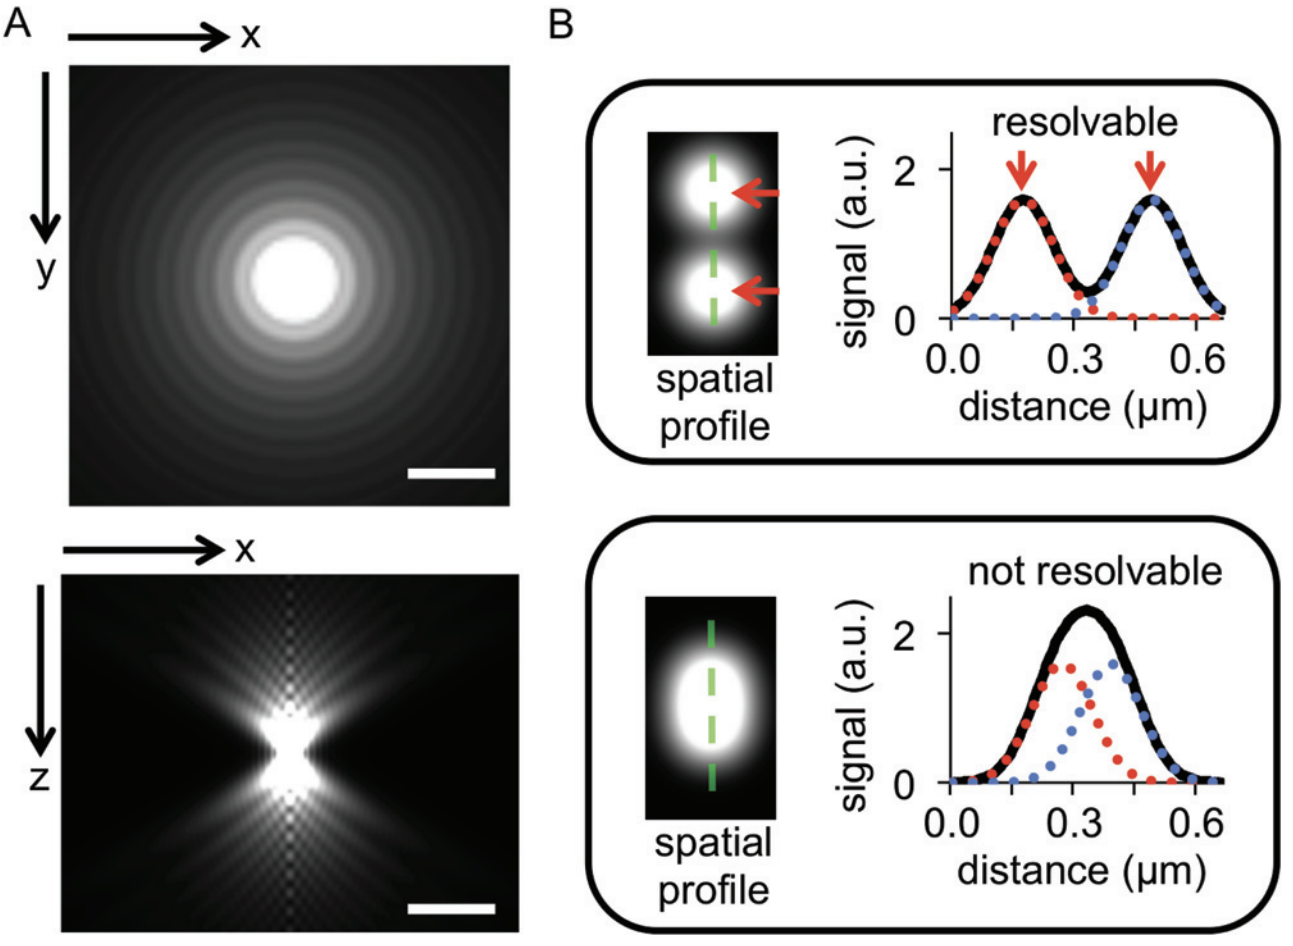 A
x
y
x
z
B
resolvable
signal (a.u.)
2
0
0.0 0.3 0.6
distance (μm)
spatial
profile
not resolvable
signal (a.u.)
2
0
0.0 0.3 0.6
distance (μm)
spatial
profile